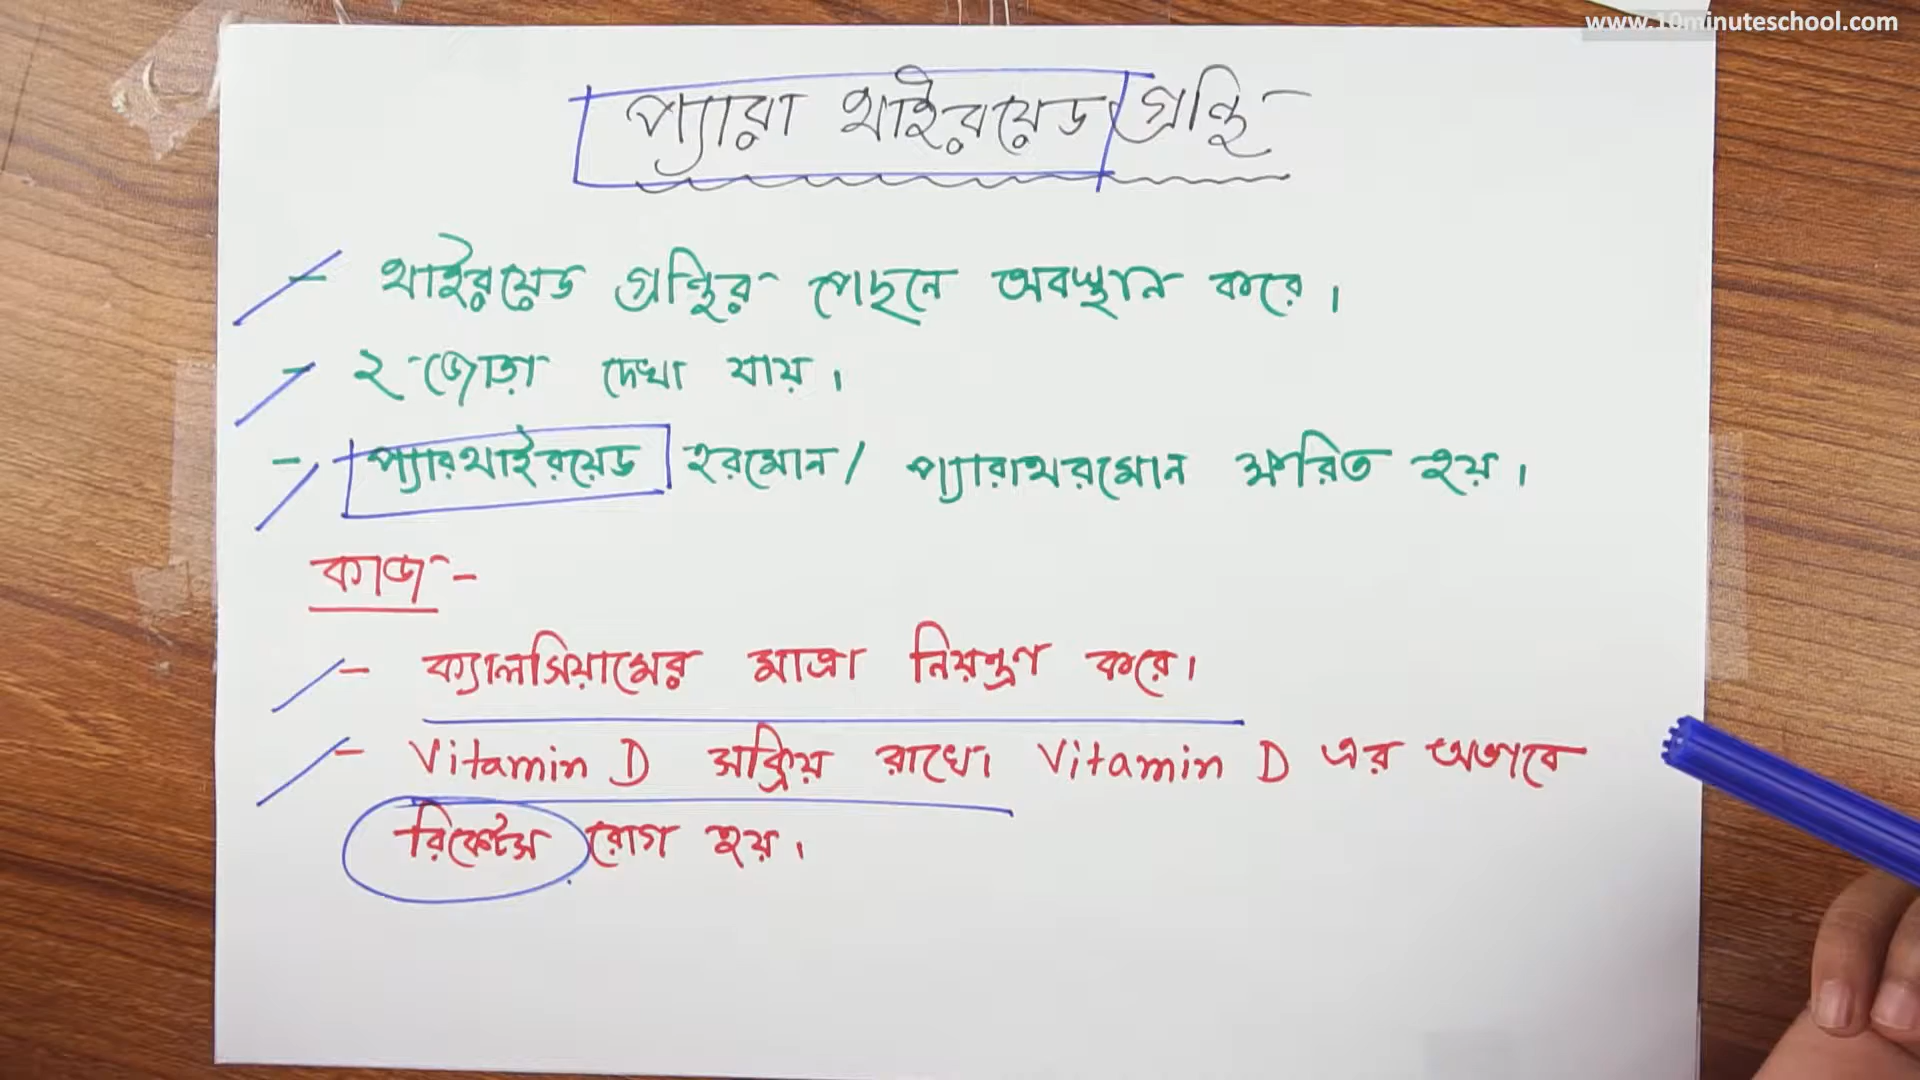 www.10minuteschool.com
প্যারা থাইরয়েড গ্রন্থি
- থাইরয়েড গ্রন্থির পেছনে অবস্থান করে।
- ২ জোড়া দেখা যায়।
- প্যারথাইরয়েড হরমোন/ প্যারাথরমোন ক্ষরিত হয়।
কাজ -
- ক্যালসিয়ামের মাত্রা নিয়ন্ত্রণ করে।
- Vitamin D সক্রিয় রাখে। Vitamin D এর অভাবে
রিকেটস রোগ হয়।